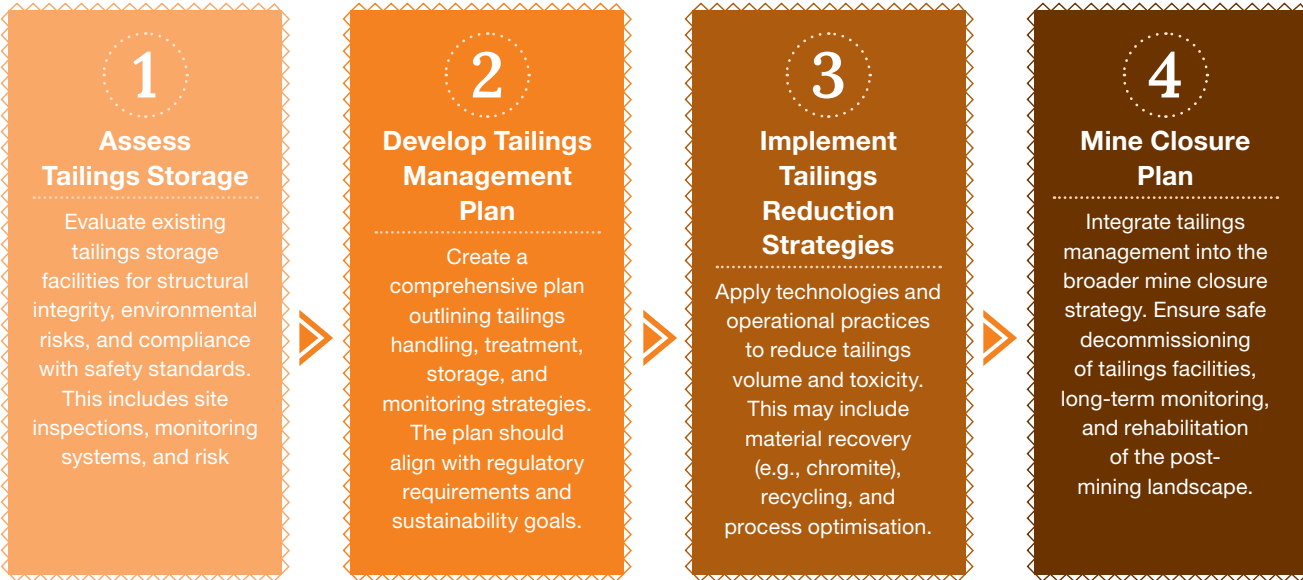 1
Assess
Tailings Storage
Evaluate existing
tailings storage
facilities for structural
integrity, environmental
risks, and compliance
with safety standards.
This includes site
inspections, monitoring
systems, and risk
2
Develop Tailings
Management
Plan
Create a
comprehensive plan
outlining tailings
handling, treatment,
storage, and
monitoring strategies.
The plan should
align with regulatory
requirements and
sustainability goals.
3
Implement
Tailings
Reduction
Strategies
Apply technologies and
operational practices
to reduce tailings
volume and toxicity.
This may include
material recovery
(e.g., chromite),
recycling, and
process optimisation.
4
Mine Closure
Plan
Integrate tailings
management into the
broader mine closure
strategy. Ensure safe
decommissioning
of tailings facilities,
long-term monitoring,
and rehabilitation
of the post-
mining landscape.